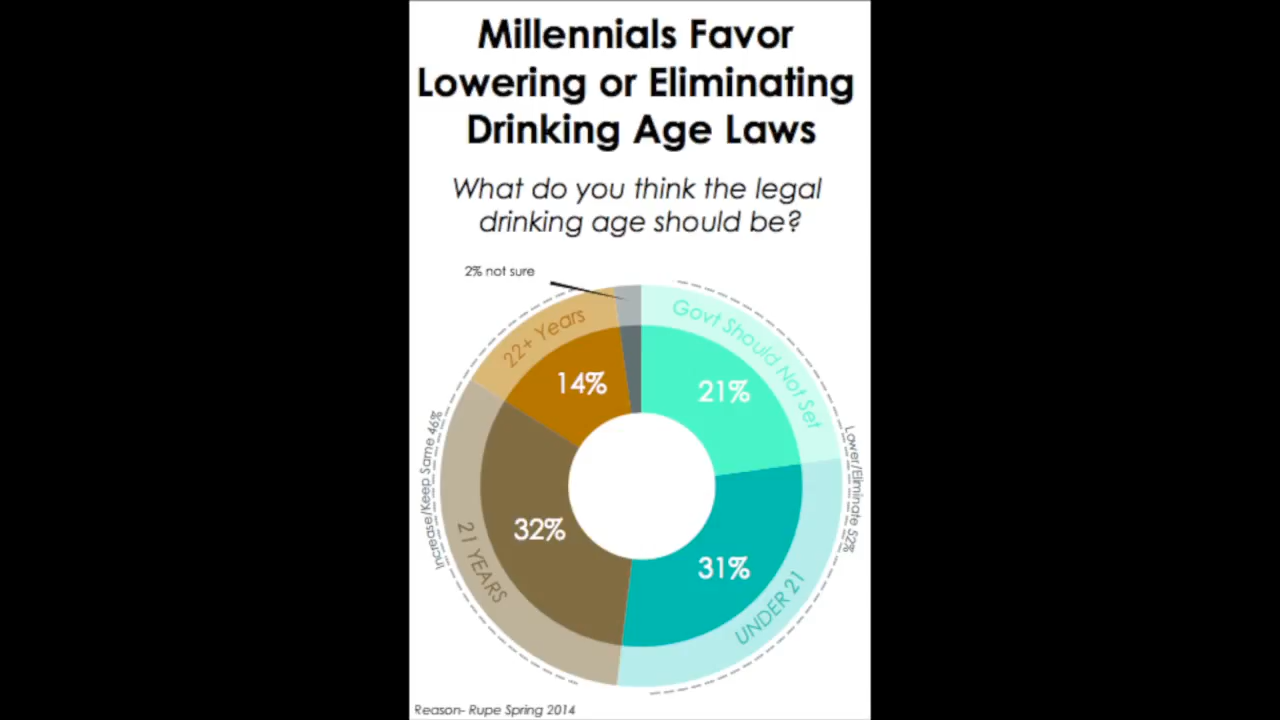 Millennials Favor
Lowering or Eliminating
Drinking Age Laws
What do you think the legal
drinking age should be?
2% not sure
22+ Years
Govt Should Not Set
14%
21%
Increase/Keep Same 46%
Lower/Eliminate 52%
32%
21 YEARS
31%
UNDER 21
Reason- Rupe Spring 2014